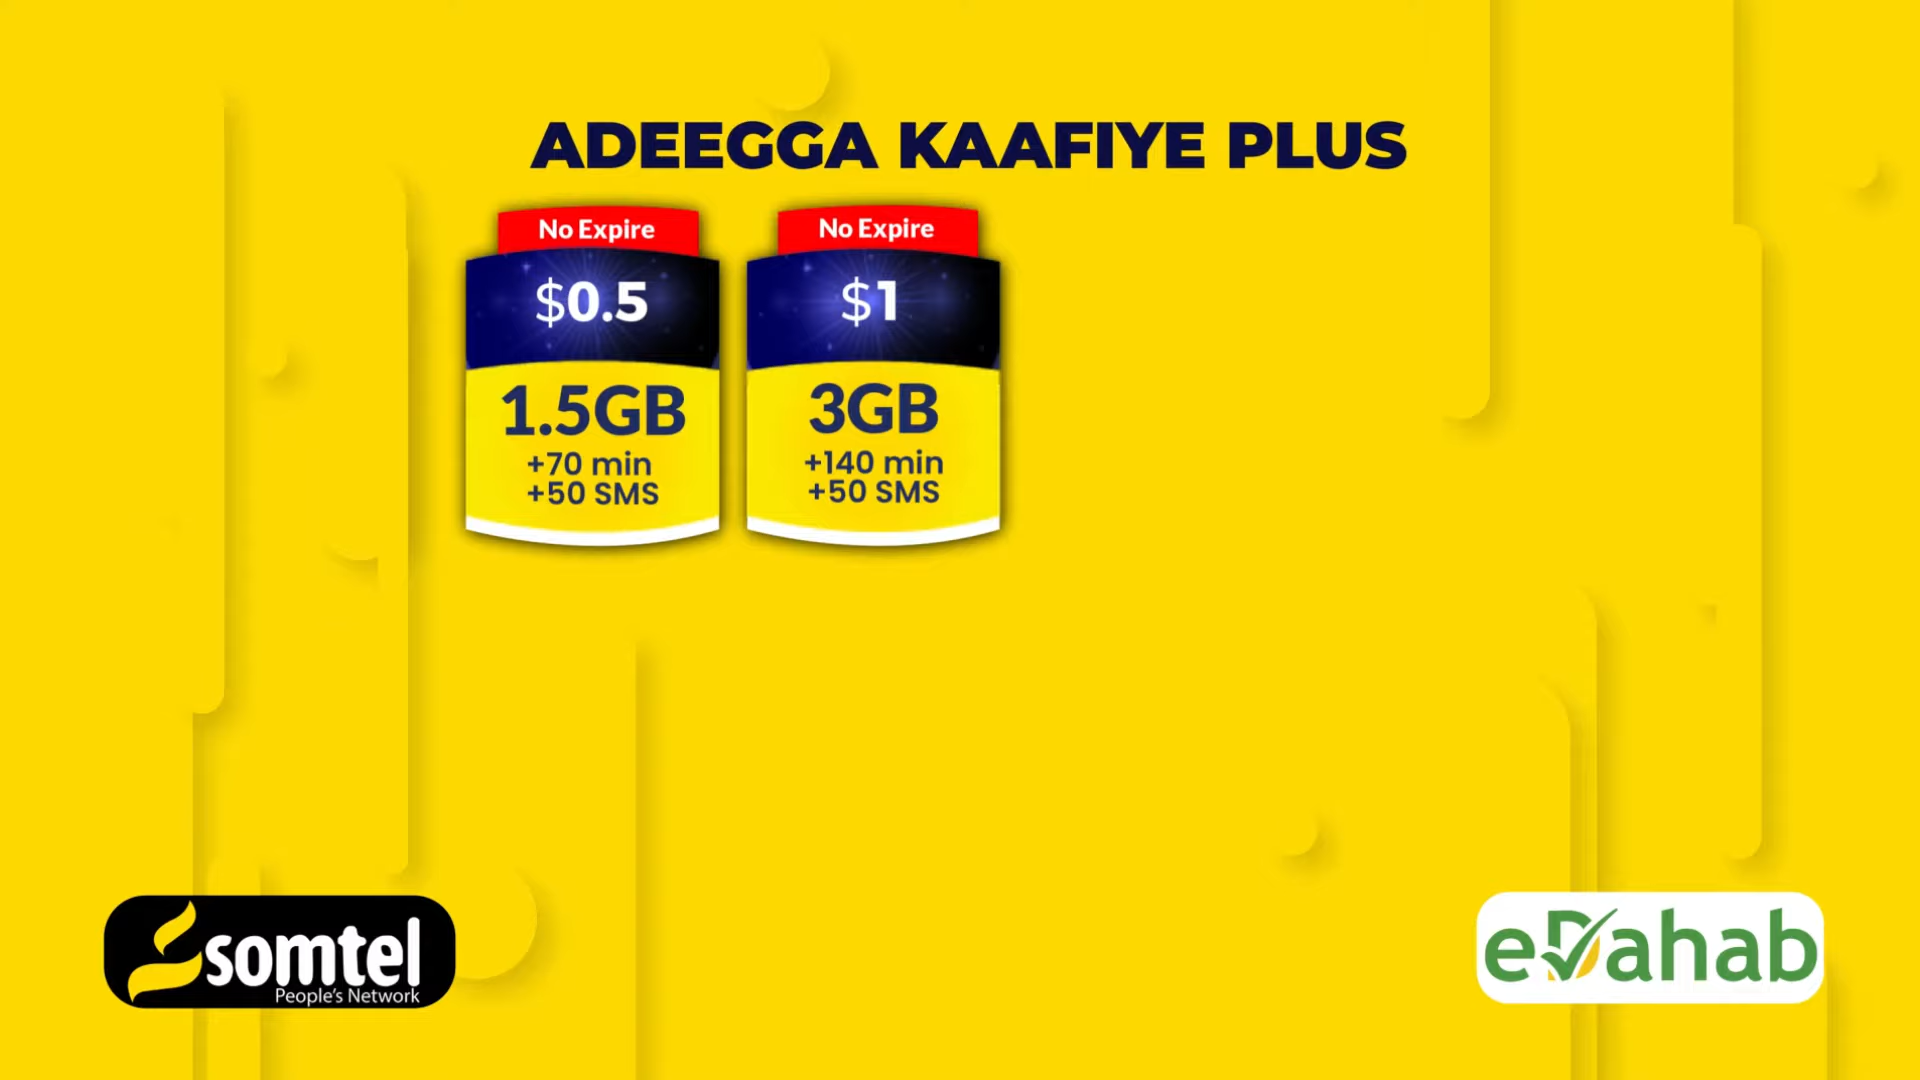 ADEEGGA KAAFIYE PLUS
No Expire
$0.5
1.5GB
+70 min
+50 SMS
No Expire
$1
3GB
+140 min
+50 SMS
somtel
People's Network
eDahab